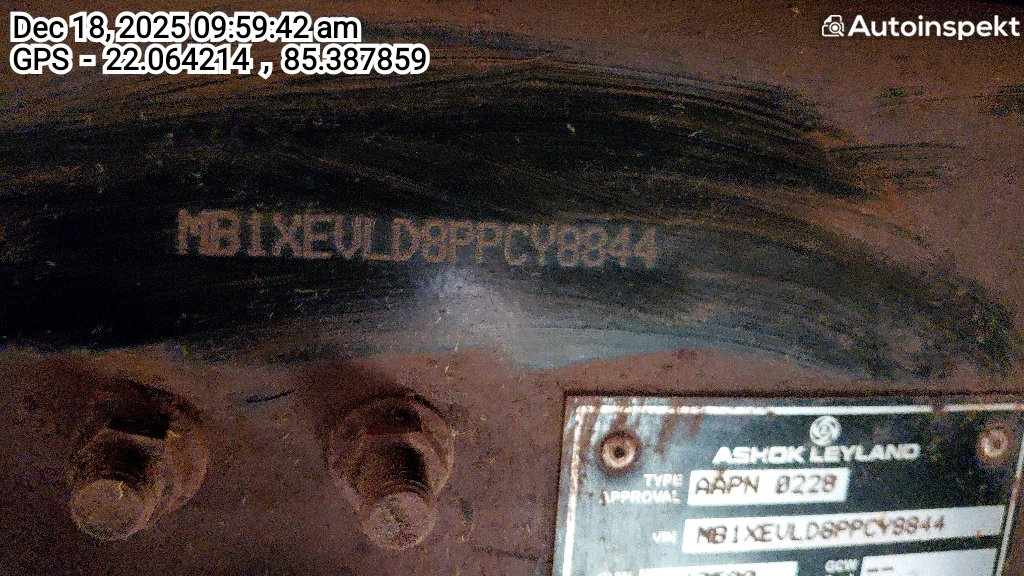 Dec 18, 2025 09:59:42 am
GPS - 22.064214 , 85.387859
Autoinspekt
MB1XEVLD8PPCY8844
ASHOK LEYLAND
TYPE APPROVAL AAPN 0228
VIN MB1XEVLD8PPCY8844
GCW